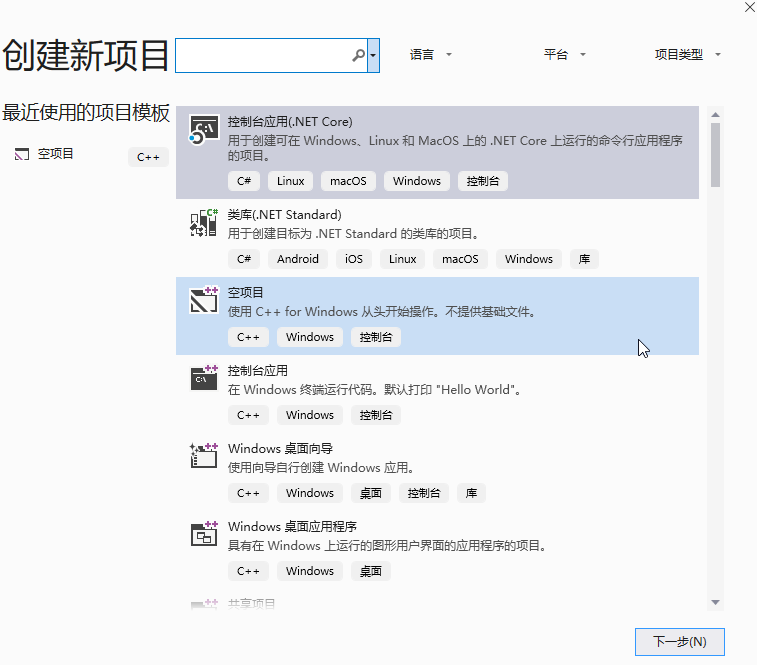 创建新项目
语言
平台
项目类型
最近使用的项目模板
空项目
C++
控制台应用(.NET Core)
用于创建可在 Windows、Linux 和 MacOS 上的 .NET Core 上运行的命令行应用程序
的项目。
C# Linux macOS Windows 控制台
C#
类库(.NET Standard)
用于创建目标为 .NET Standard 的类库的项目。
C# Android iOS Linux macOS Windows 库
空项目
使用 C++ for Windows 从头开始操作。不提供基础文件。
C++ Windows 控制台
C:\
控制台应用
在 Windows 终端运行代码。默认打印 "Hello World"。
C++ Windows 控制台
Windows 桌面向导
使用向导自行创建 Windows 应用。
C++ Windows 桌面 控制台 库
Windows 桌面应用程序
具有在 Windows 上运行的图形用户界面的应用程序的项目。
C++ Windows 桌面
共享项目
下一步(N)